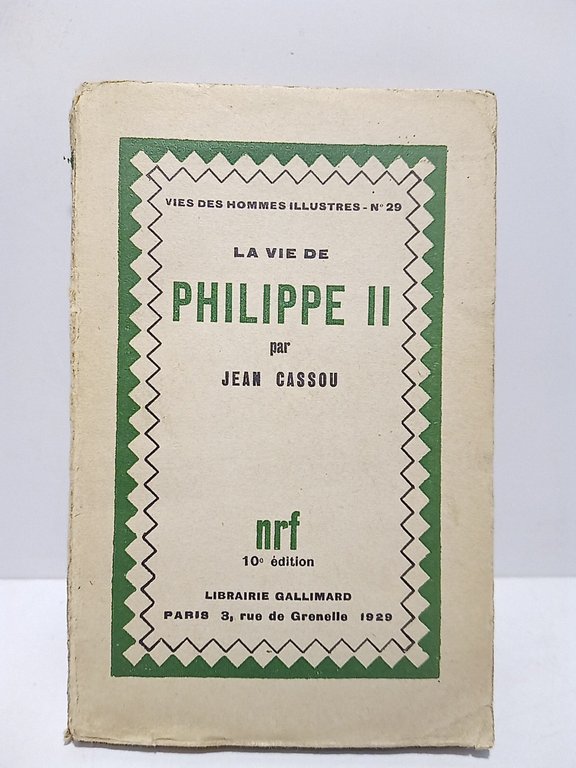 VIES DES HOMMES ILLUSTRES - N° 29
LA VIE DE
PHILIPPE II
par
JEAN CASSOU
nrf
10e édition
LIBRAIRIE GALLIMARD
PARIS 3, rue de Grenelle 1929